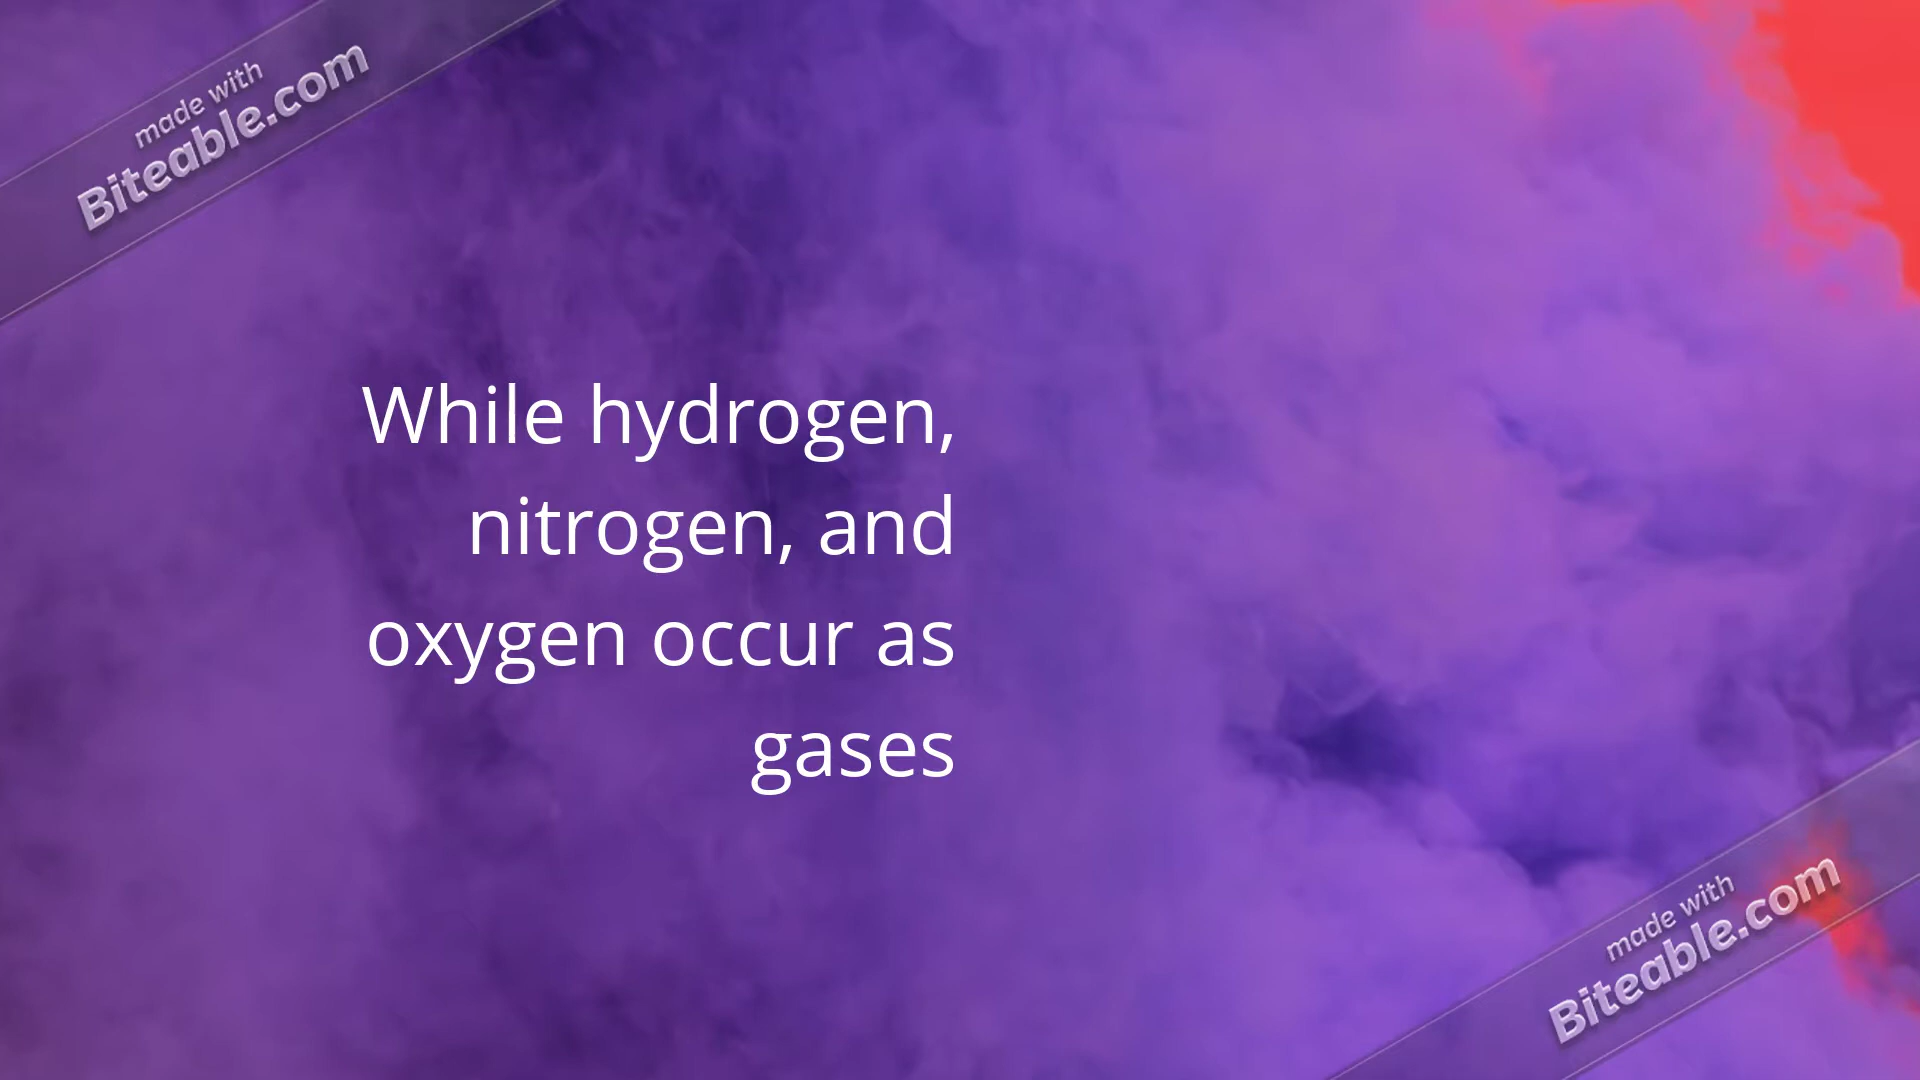 made with
Biteable.com
While hydrogen,
nitrogen, and
oxygen occur as
gases
made with
Biteable.com